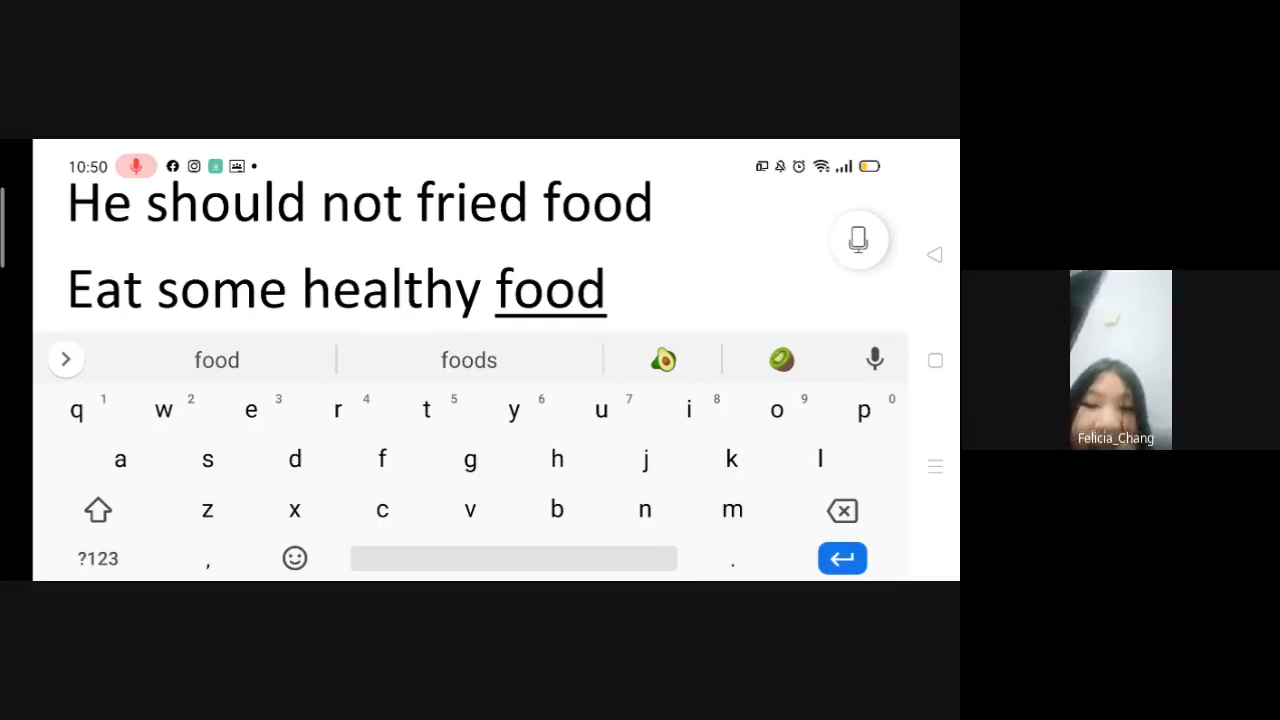 10:50
He should not fried food
Eat some healthy food
food foods
q 1 w 2 e 3 r 4 t 5 y 6 u 7 i 8 o 9 p 0
a s d f g h j k l
z x c v b n m
?123 , .
Felicia_Chang